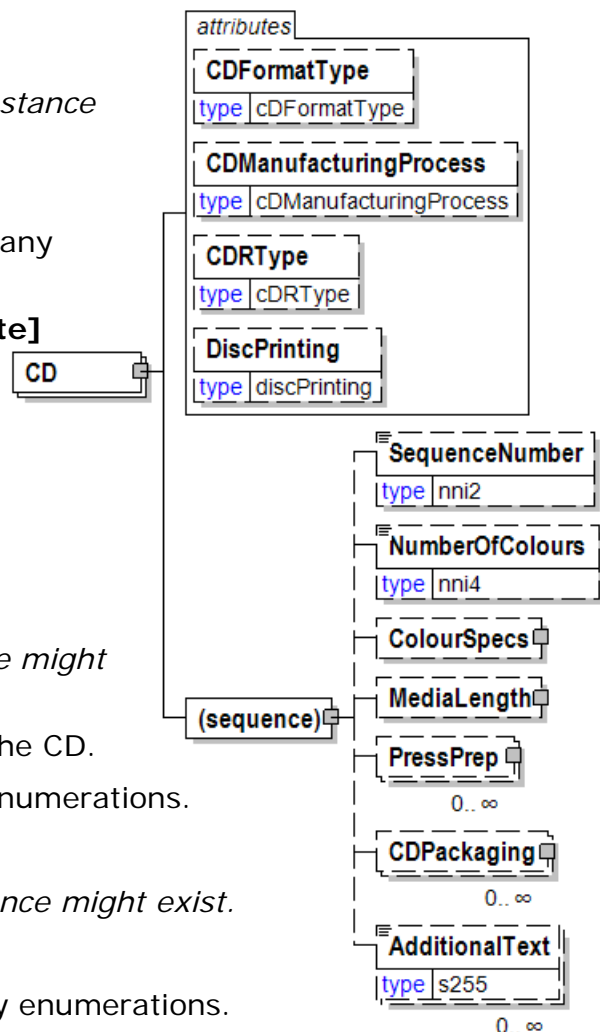 attributes
CDFormatType
type cDFormatType
stance
CDManufacturingProcess
type cDManufacturingProcess
any
CDRType
type cDRType
te]
DiscPrinting
type discPrinting
CD
SequenceNumber
type nni2
NumberOfColours
type nni4
ColourSpecs
e might
MediaLength
(sequence)
he CD.
PressPrep
numerations.
0.. ∞
CDPackaging
0.. ∞
nce might exist.
AdditionalText
type s255
y enumerations.
0 ∞